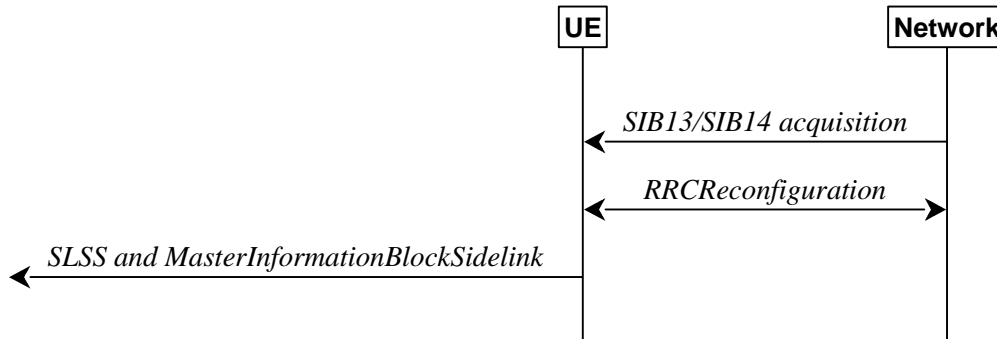 UE
Network
SIB13/SIB14 acquisition
RRCReconfiguration
SLSS and MasterInformationBlockSidelink